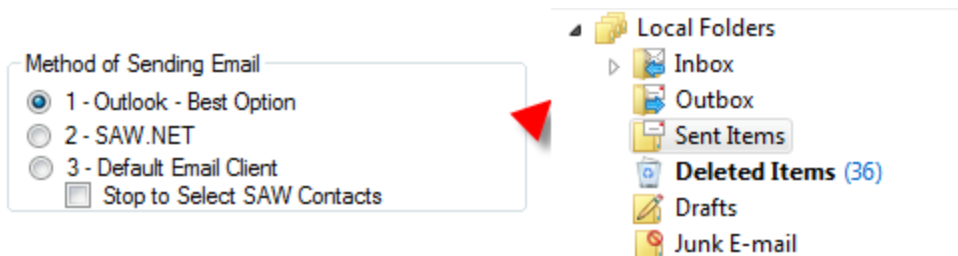 Method of Sending Email
1 - Outlook - Best Option
2 - SAW.NET
3 - Default Email Client
Stop to Select SAW Contacts
Local Folders
Inbox
Outbox
Sent Items
Deleted Items (36)
Drafts
Junk E-mail